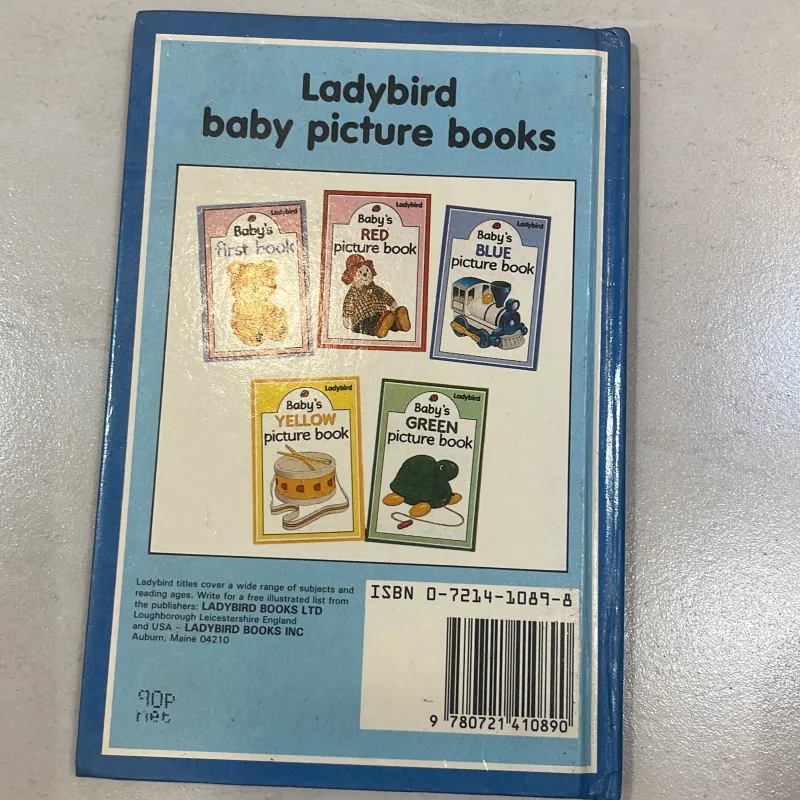 Ladybird
baby picture books
Ladybird
Baby's
first book
Ladybird
Baby's
RED
picture book
Ladybird
Baby's
BLUE
picture book
Ladybird
Baby's
YELLOW
picture book
Ladybird
Baby's
GREEN
picture book
Ladybird titles cover a wide range of subjects and
reading ages. Write for a free illustrated list from
the publishers: LADYBIRD BOOKS LTD
Loughborough Leicestershire England
and USA – LADYBIRD BOOKS INC
Auburn, Maine 04210
90p
net
ISBN 0-7214-1089-8
9 780721 410890